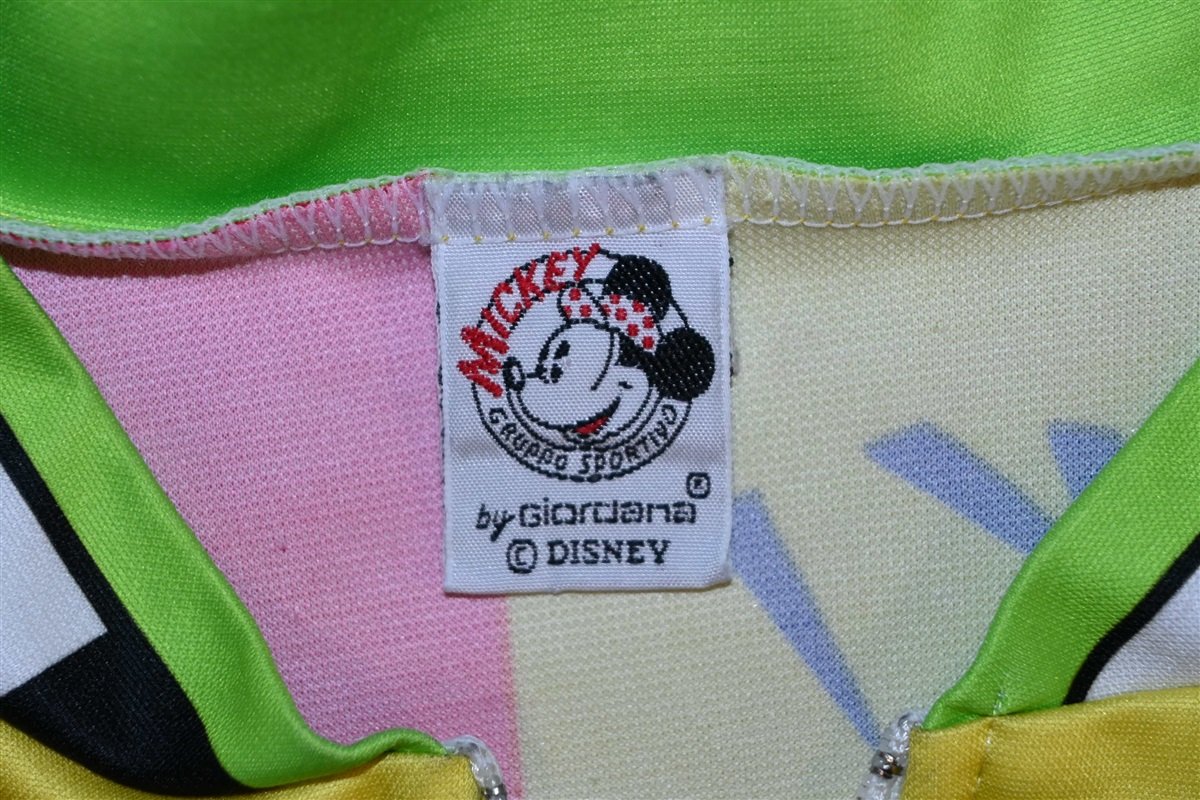 MICKEY
GRUPPO SPORTIVO
by Giordana ®
© DISNEY